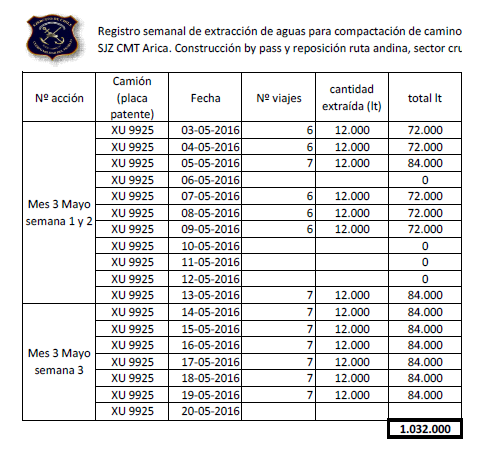 Registro semanal de extracción de aguas para compactación de camino
SJZ CMT Arica. Construcción by pass y reposición ruta andina, sector cru
Nº acción Camión (placa patente) Fecha Nº viajes cantidad extraída (lt) total lt
Mes 3 Mayo semana 1 y 2
XU 9925 03-05-2016 6 12.000 72.000
XU 9925 04-05-2016 6 12.000 72.000
XU 9925 05-05-2016 7 12.000 84.000
XU 9925 06-05-2016 0
XU 9925 07-05-2016 6 12.000 72.000
XU 9925 08-05-2016 6 12.000 72.000
XU 9925 09-05-2016 6 12.000 72.000
XU 9925 10-05-2016 0
XU 9925 11-05-2016 0
XU 9925 12-05-2016 0
XU 9925 13-05-2016 7 12.000 84.000
Mes 3 Mayo semana 3
XU 9925 14-05-2016 7 12.000 84.000
XU 9925 15-05-2016 7 12.000 84.000
XU 9925 16-05-2016 7 12.000 84.000
XU 9925 17-05-2016 7 12.000 84.000
XU 9925 18-05-2016 7 12.000 84.000
XU 9925 19-05-2016 7 12.000 84.000
XU 9925 20-05-2016
1.032.000